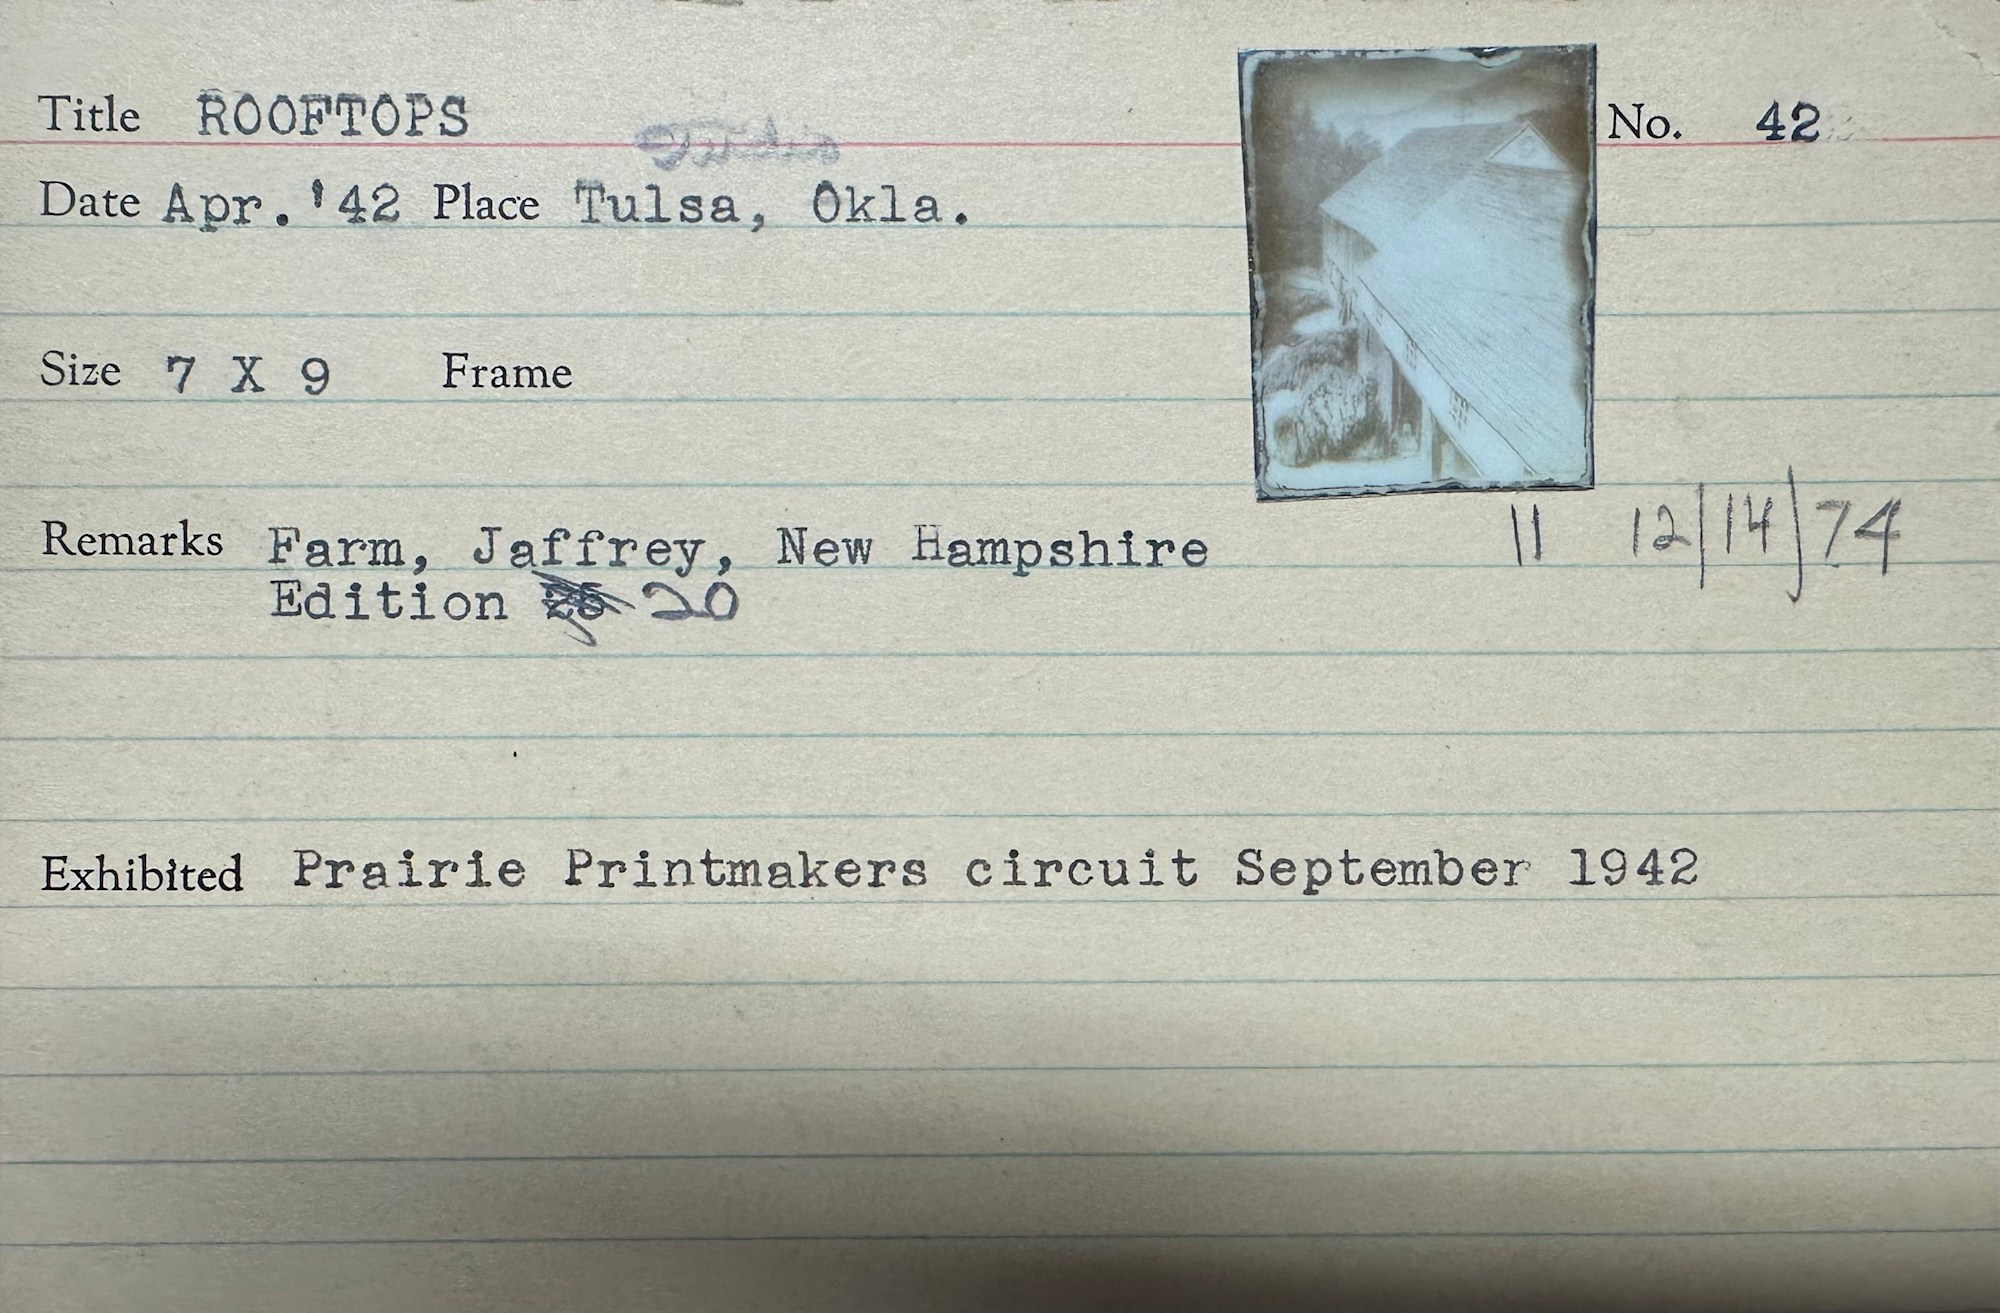 Title ROOFTOPS No. 42
Date Apr. '42 Place Tulsa, Okla.
Size 7 X 9 Frame
Remarks Farm, Jaffrey, New Hampshire 11 12/14/74
Edition 20
Exhibited Prairie Printmakers circuit September 1942